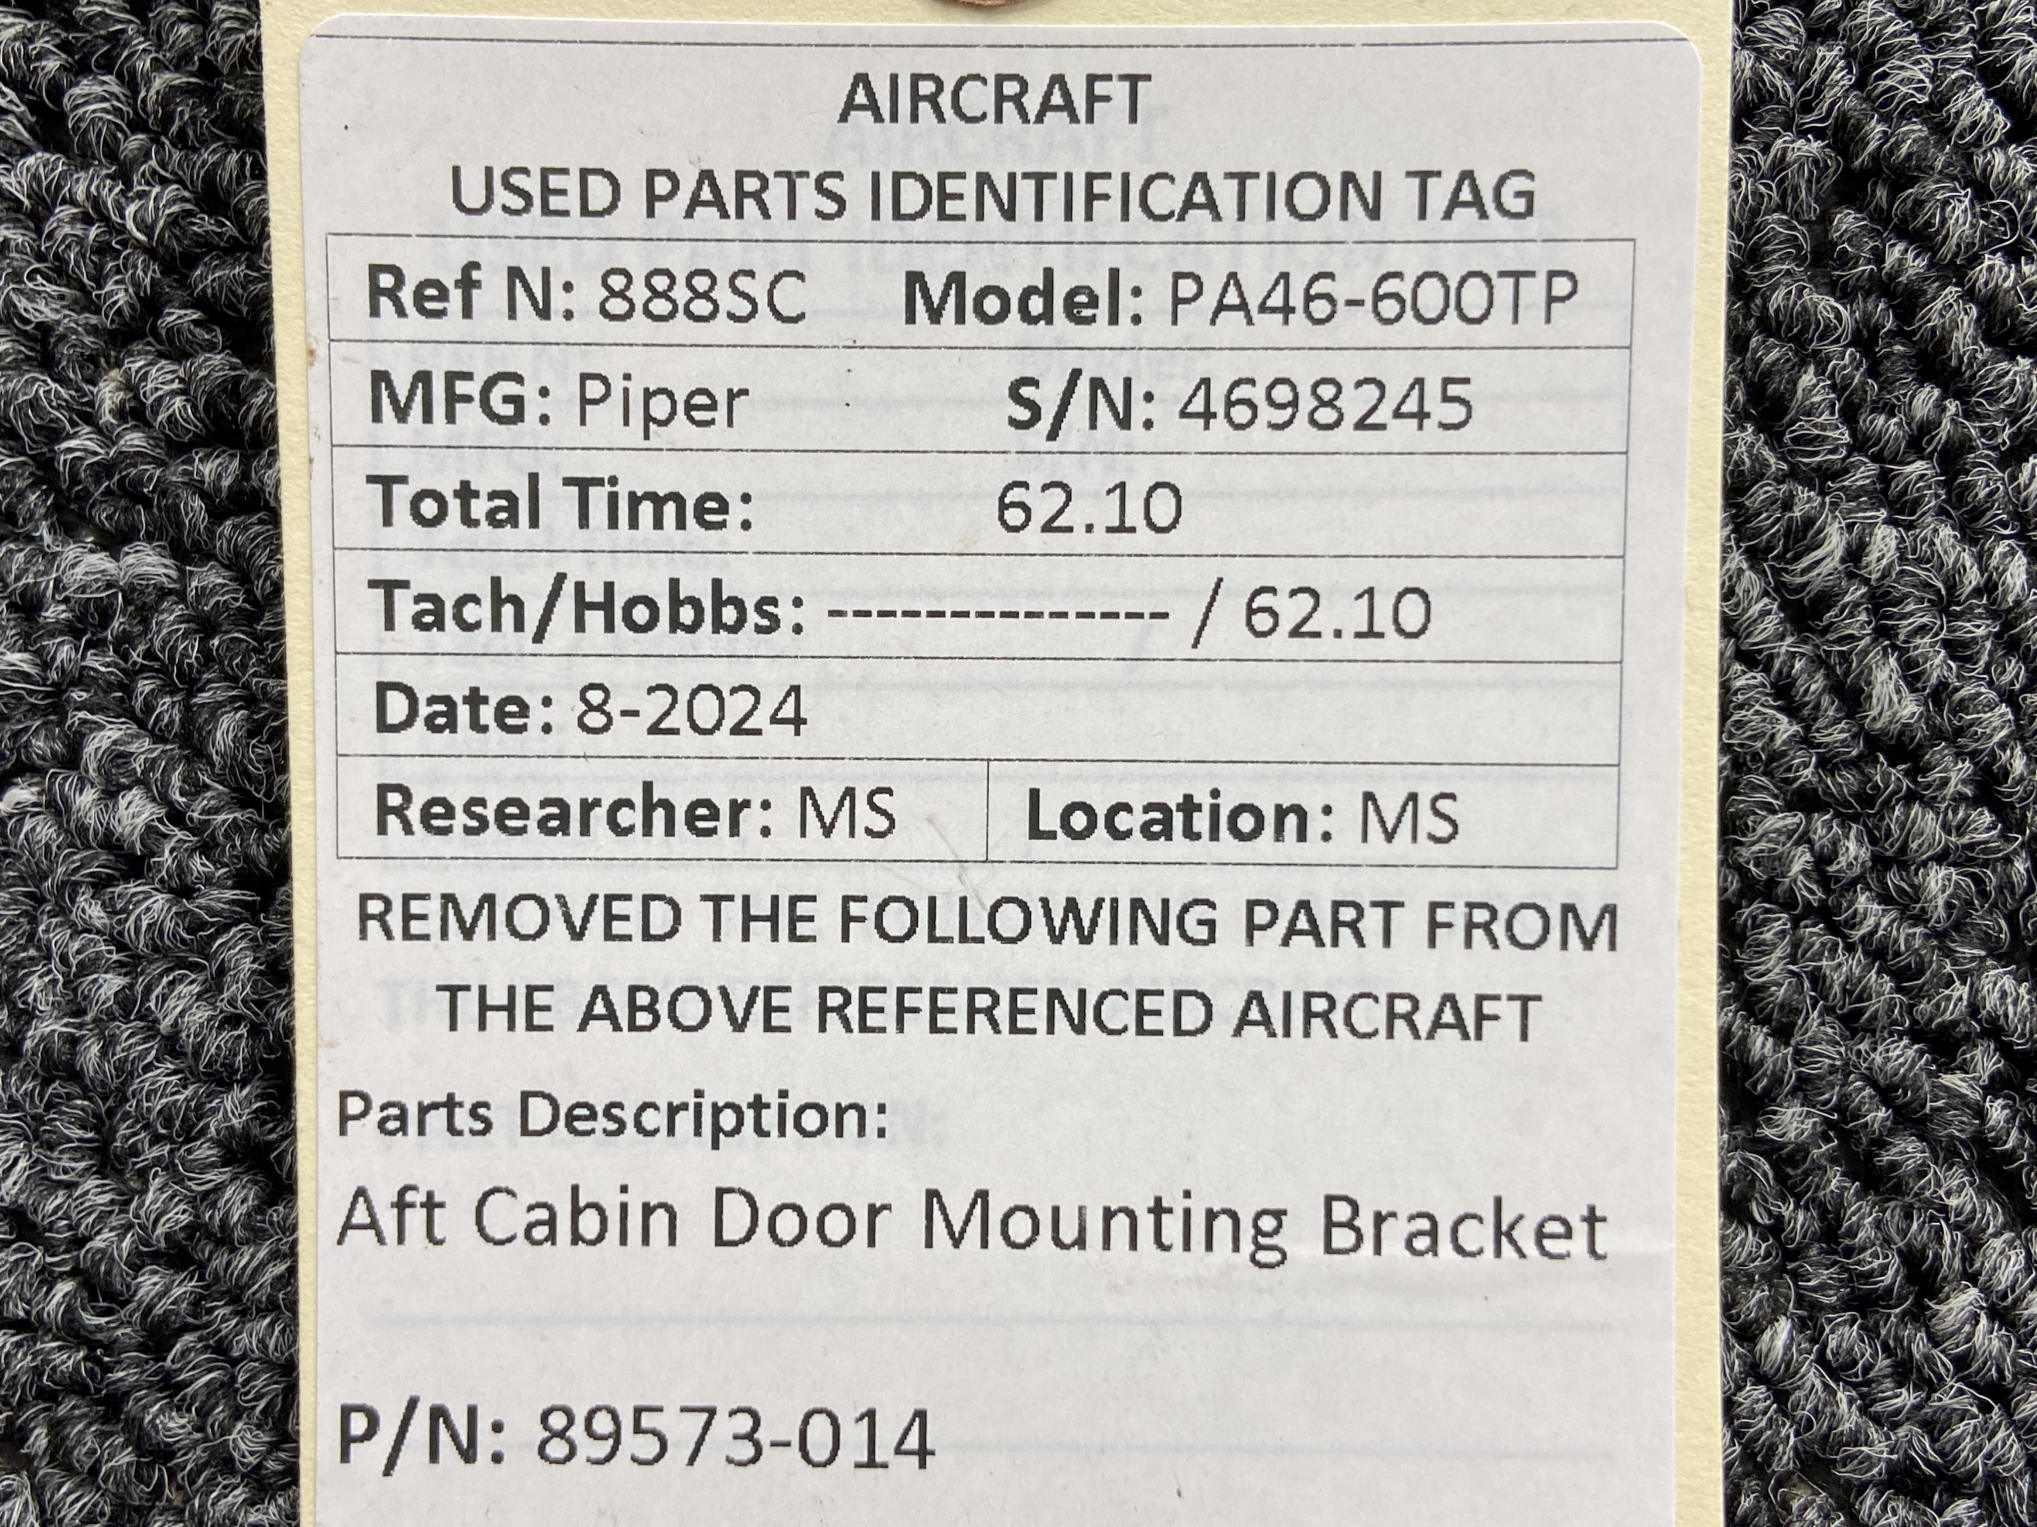 AIRCRAFT
USED PARTS IDENTIFICATION TAG
Ref N: 888SC Model: PA46-600TP
MFG: Piper S/N: 4698245
Total Time: 62.10
Tach/Hobbs: -------------- / 62.10
Date: 8-2024
Researcher: MS Location: MS
REMOVED THE FOLLOWING PART FROM
THE ABOVE REFERENCED AIRCRAFT
Parts Description:
Aft Cabin Door Mounting Bracket
P/N: 89573-014